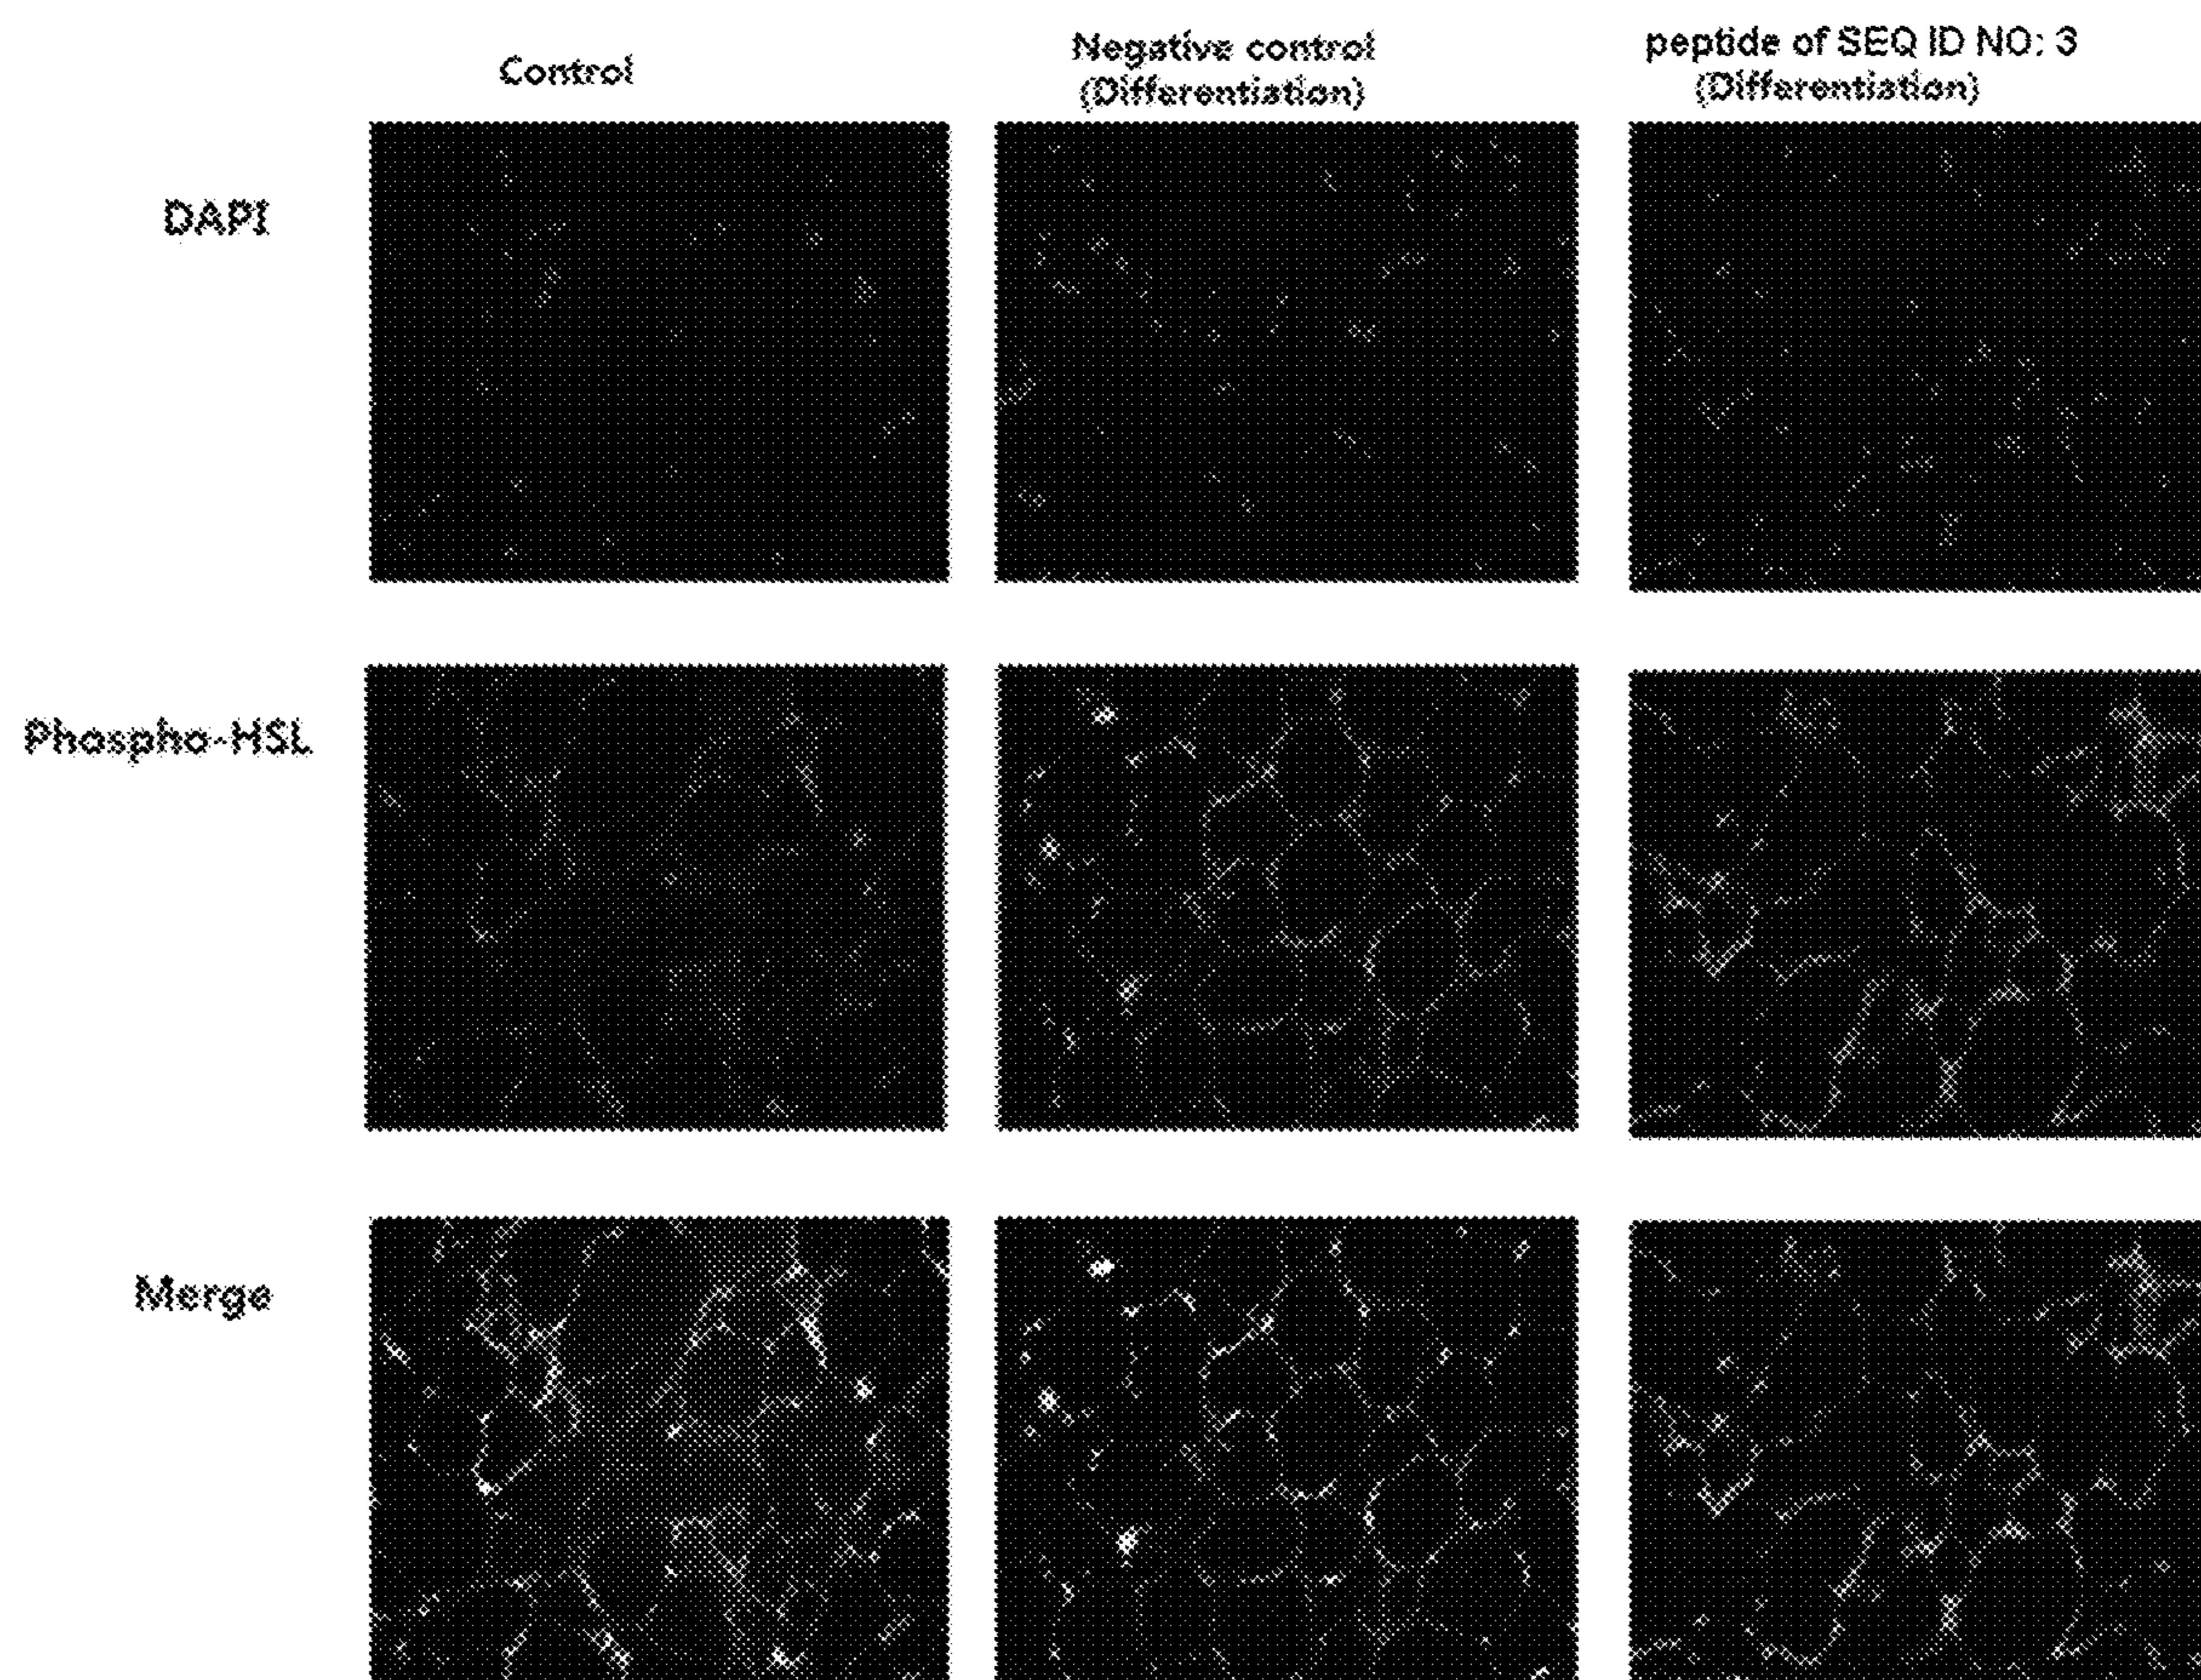 Control
Negative control
(Differentiation)
peptide of SEQ ID NO: 3
(Differentiation)
DAPI
Phospho-HSL
Merge